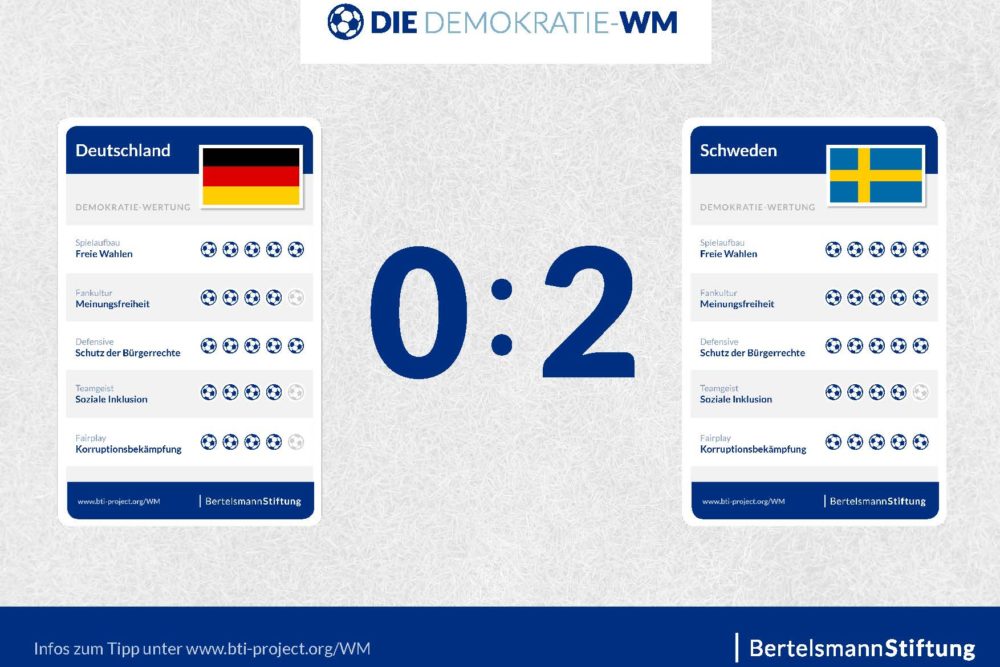 DIE DEMOKRATIE-WM
Deutschland
DEMOKRATIE-WERTUNG
Spielaufbau
Freie Wahlen
Fankultur
Meinungsfreiheit
Defensive
Schutz der Bürgerrechte
Teamgeist
Soziale Inklusion
Fairplay
Korruptionsbekämpfung
www.bti-project.org/WM
BertelsmannStiftung
0:2
Schweden
DEMOKRATIE-WERTUNG
Spielaufbau
Freie Wahlen
Fankultur
Meinungsfreiheit
Defensive
Schutz der Bürgerrechte
Teamgeist
Soziale Inklusion
Fairplay
Korruptionsbekämpfung
www.bti-project.org/WM
BertelsmannStiftung
Infos zum Tipp unter www.bti-project.org/WM
BertelsmannStiftung